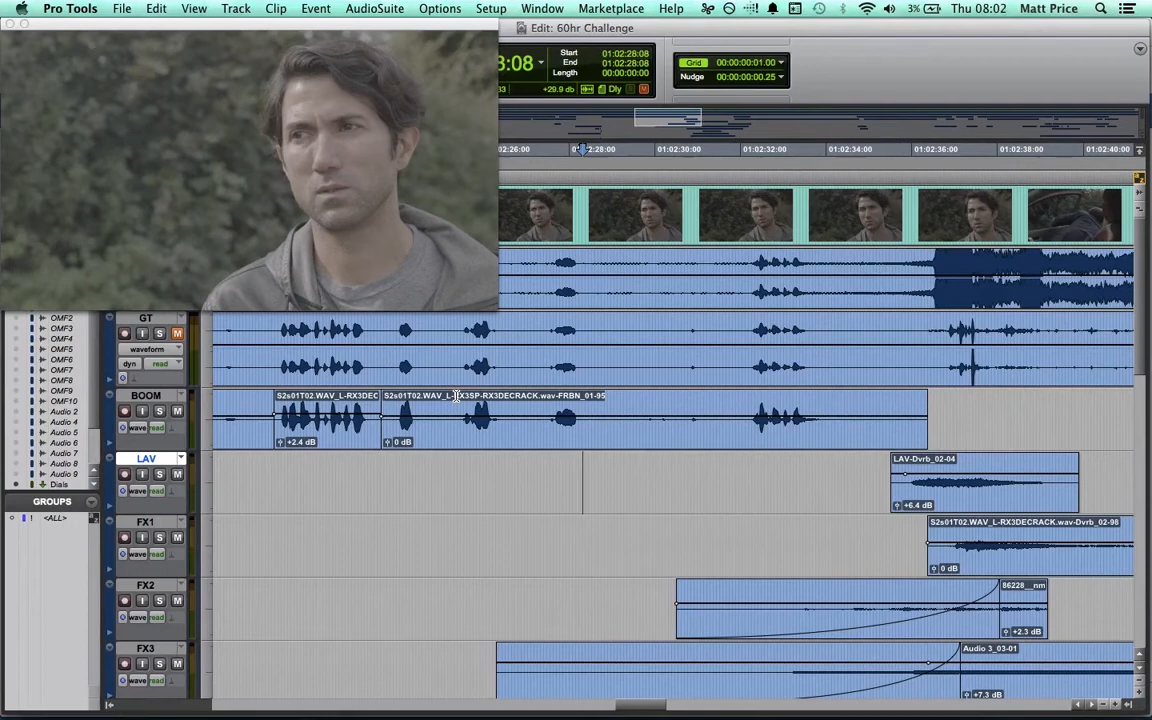 Pro Tools File Edit View Track Clip Event AudioSuite Options Setup Window Marketplace Help 3% Thu 08:02 Matt Price
Edit: 60hr Challenge
3:08
Start 01:02:28:08
End 01:02:28:08
Length 00:00:00:00
33 +29.9 db Dly
Grid 00:00:00:01.00
Nudge 00:00:00:00.25
02:26:00 02:28:00 01:02:30:00 01:02:32:00 01:02:34:00 01:02:36:00 01:02:38:00 01:02:40:00
OMF2
OMF3
OMF4
OMF5
OMF6
OMF7
OMF8
OMF9
OMF10
Audio 2
Audio 4
Audio 5
Audio 6
Audio 7
Audio 8
Audio 9
Dials
GROUPS
! <ALL>
GT
I S M
waveform
dyn read
BOOM
I S M
wave read
S2s01T02.WAV_L-RX3DEC
+2.4 dB
S2s01T02.WAV_L-RX3SP-RX3DECRACK.wav-FRBN_01-95
0 dB
LAV
I S M
wave read
LAV-Dvrb_02-04
+6.4 dB
FX1
I S M
wave read
S2s01T02.WAV_L-RX3DECRACK.wav-Dvrb_02-98
0 dB
FX2
I S M
wave read
86228__nm
+2.3 dB
FX3
I S M
wave read
Audio 3_03-01
+7.3 dB